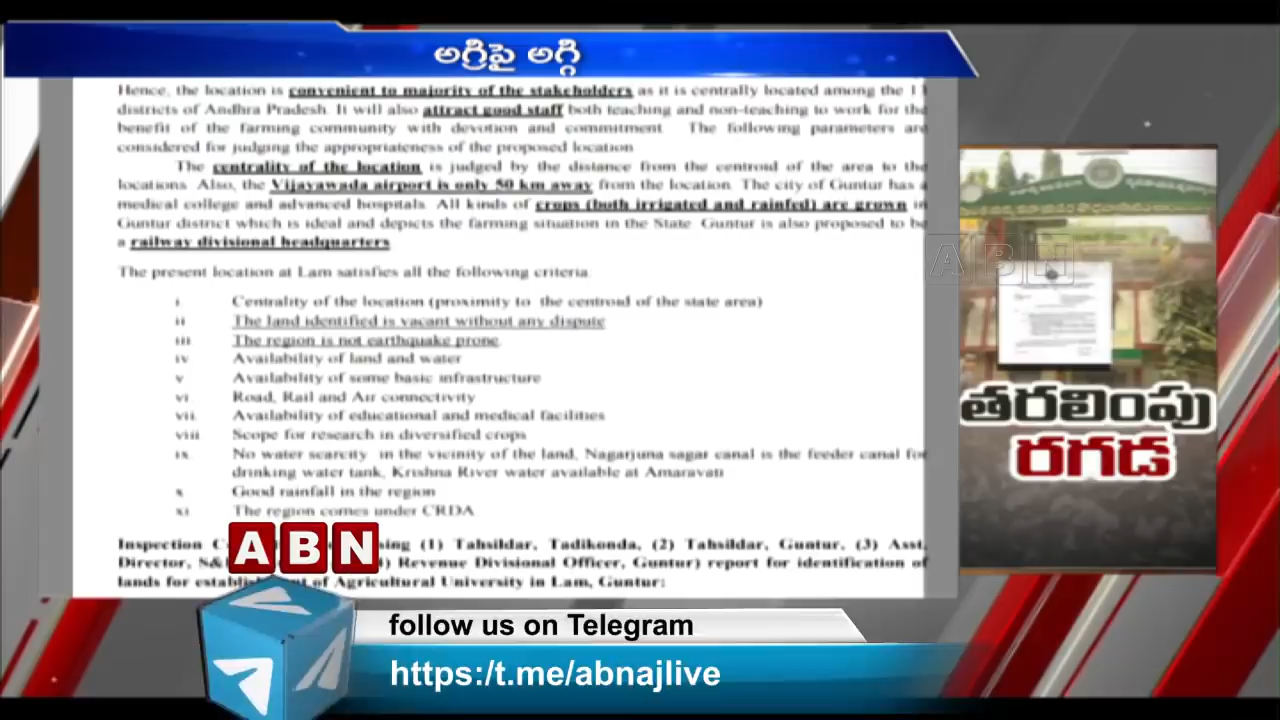 అగ్రిపై అగ్గి
Hence, the location is convenient to majority of the stakeholders as it is centrally located among the 13
districts of Andhra Pradesh. It will also attract good staff both teaching and non-teaching to work for the
benefit of the farming community with devotion and commitment. The following parameters are
considered for judging the appropriateness of the proposed location
The centrality of the location is judged by the distance from the centroid of the area to the
locations. Also, the Vijayawada airport is only 50 km away from the location. The city of Guntur has a
medical college and advanced hospitals. All kinds of crops (both irrigated and rainfed) are grown in
Guntur district which is ideal and depicts the farming situation in the State. Guntur is also proposed to be
a railway divisional headquarters
The present location at Lam satisfies all the following criteria.
i Centrality of the location (proximity to the centroid of the state area)
ii The land identified is vacant without any dispute
iii The region is not earthquake prone.
iv Availability of land and water
v Availability of some basic infrastructure
vi Road, Rail and Air connectivity
vii. Availability of educational and medical facilities
viii Scope for research in diversified crops
ix No water scarcity in the vicinity of the land, Nagarjuna sagar canal is the feeder canal for
drinking water tank, Krishna River water available at Amaravati
x Good rainfall in the region
xi The region comes under CRDA.
Inspection (1) Tahsildar, Tadikonda, (2) Tahsildar, Guntur, (3) Asst.
Director, Revenue Divisional Officer, Guntur) report for identification of
lands for of Agricultural University in Lam, Guntur:
ABN
తరలింపు
రగడ
ABN
follow us on Telegram
https:/t.me/abnajlive